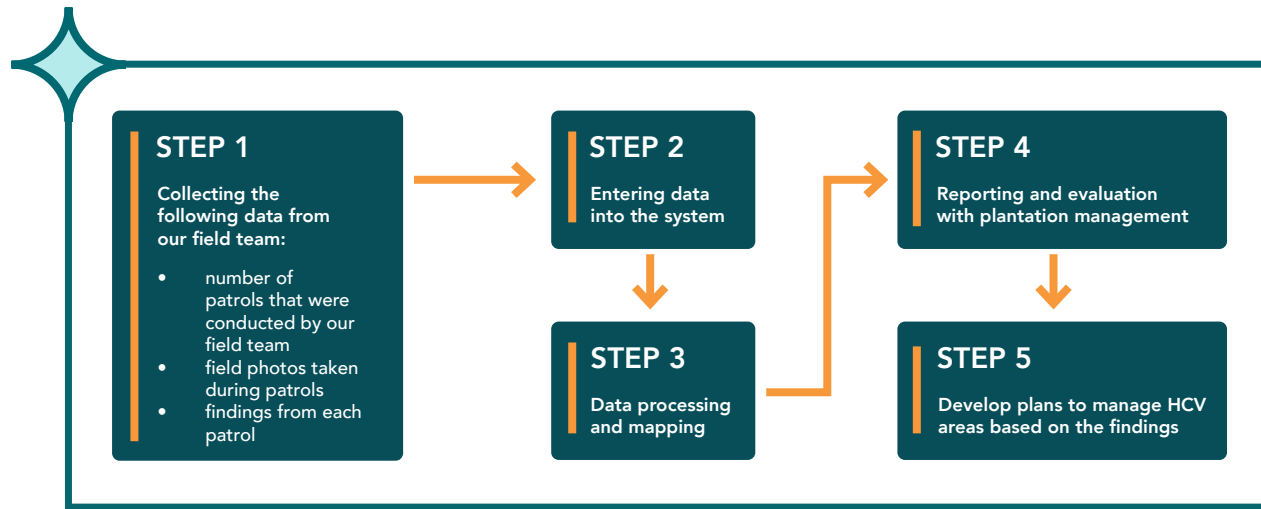 STEP 1
Collecting the
following data from
our field team:
• number of
patrols that were
conducted by our
field team
• field photos taken
during patrols
• findings from each
patrol
STEP 2
Entering data
into the system
STEP 3
Data processing
and mapping
STEP 4
Reporting and evaluation
with plantation management
STEP 5
Develop plans to manage HCV
areas based on the findings